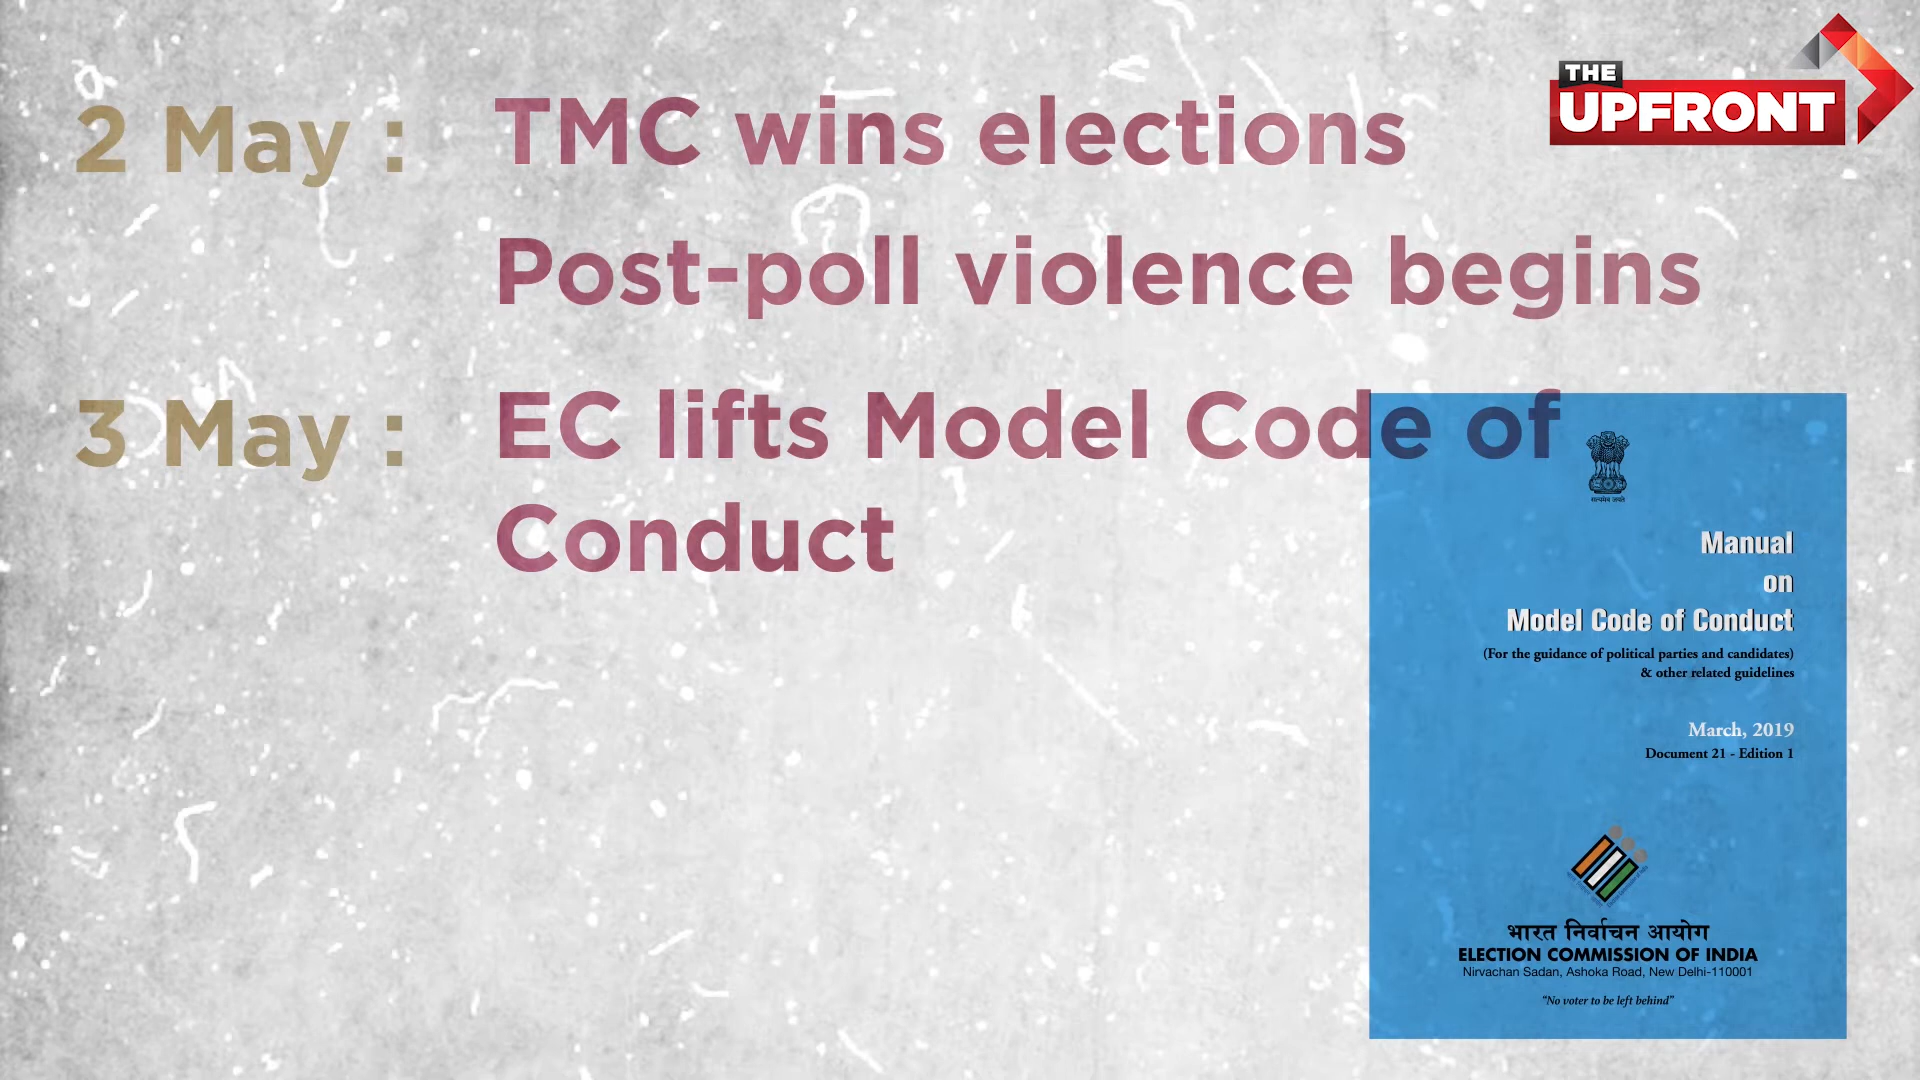 THE
UPFRONT
2 May : TMC wins elections
Post-poll violence begins
3 May : EC lifts Model Code of
Conduct
सत्यमेव जयते
Manual
on
Model Code of Conduct
(For the guidance of political parties and candidates)
& other related guidelines
March, 2019
Document 21 - Edition 1
भारत निर्वाचन आयोग
ELECTION COMMISSION OF INDIA
Nirvachan Sadan, Ashoka Road, New Delhi-110001
“No voter to be left behind”